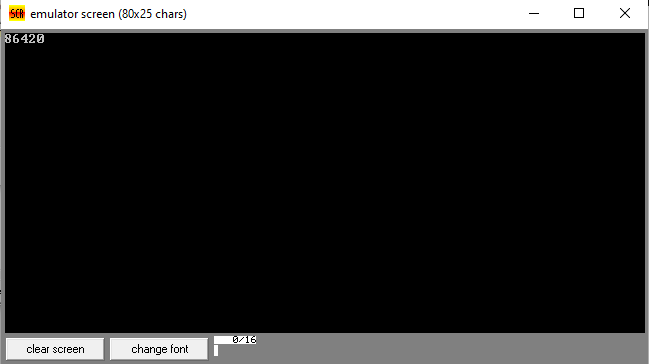 emulator screen (80x25 chars)
86420
clear screen
change font
0/16